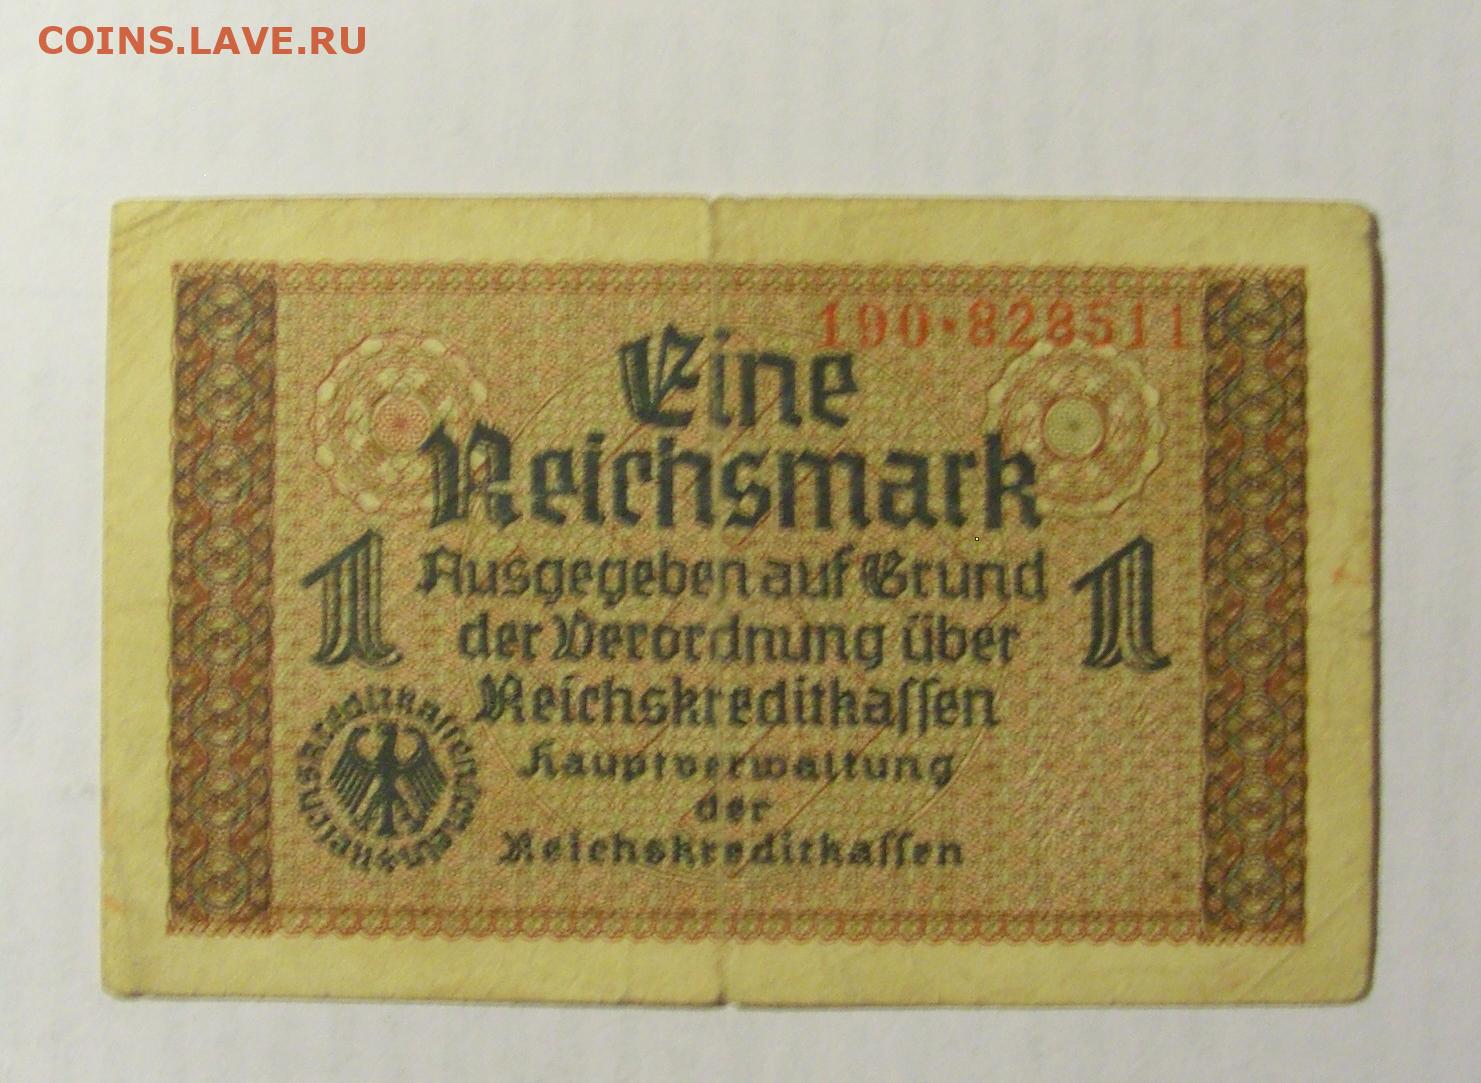 COINS.LAVE.RU
190·828511
Eine
Reichsmark
1 Ausgegeben auf Grund 1
der Verordnung über
Reichskreditkaſſen
Hauptverwaltung
der
Reichskreditkaſſen